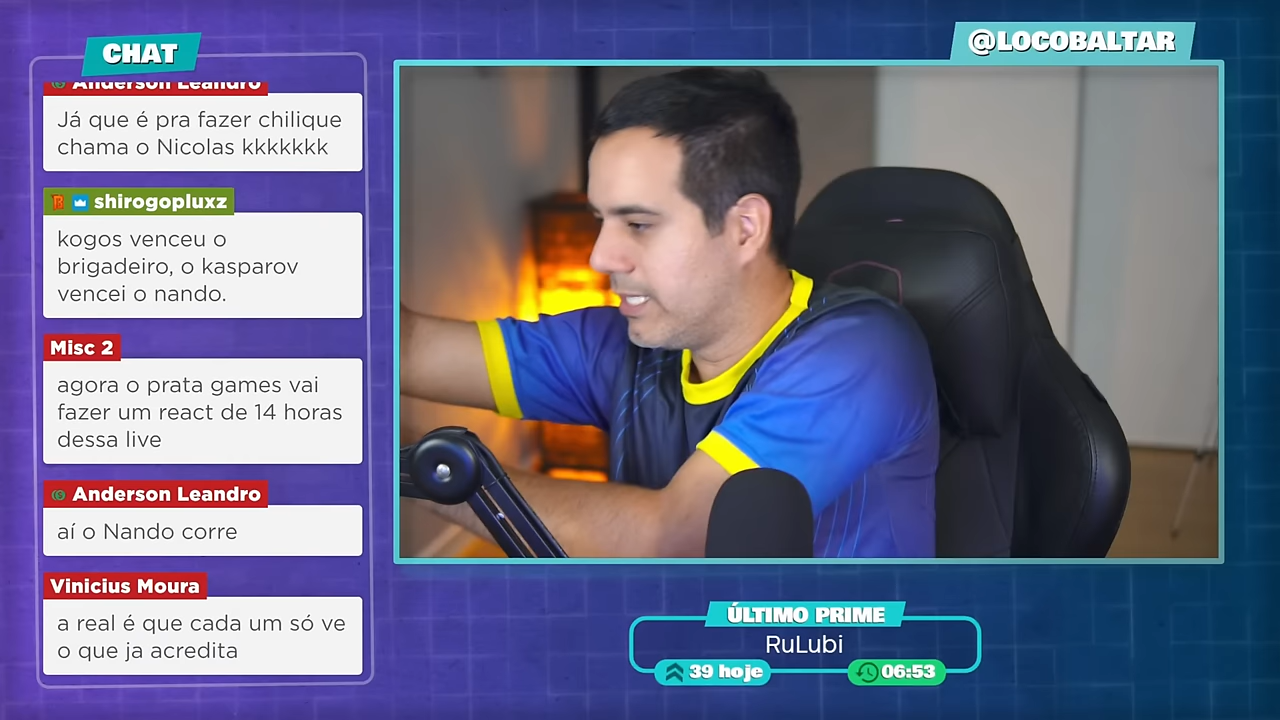 CHAT
Anderson Leandro
Já que é pra fazer chilique
chama o Nicolas kkkkkkk
shirogopluxz
kogos venceu o
brigadeiro, o kasparov
vencei o nando.
Misc 2
agora o prata games vai
fazer um react de 14 horas
dessa live
Anderson Leandro
aí o Nando corre
Vinicius Moura
a real é que cada um só ve
o que ja acredita
@LOCOBALTAR
ÚLTIMO PRIME
RuLubi
39 hoje
06:53